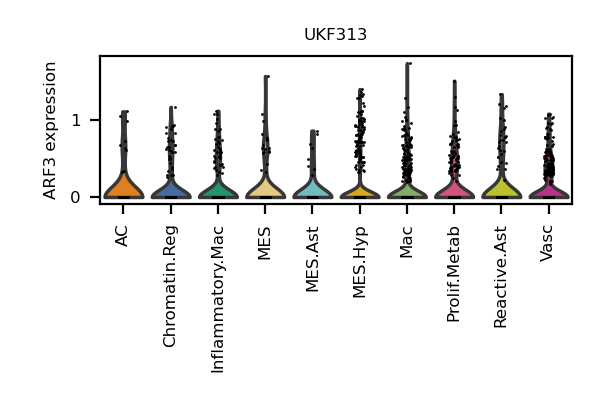 UKF313
ARF3 expression
1
0
AC
Chromatin.Reg
Inflammatory.Mac
MES
MES.Ast
MES.Hyp
Mac
Prolif.Metab
Reactive.Ast
Vasc